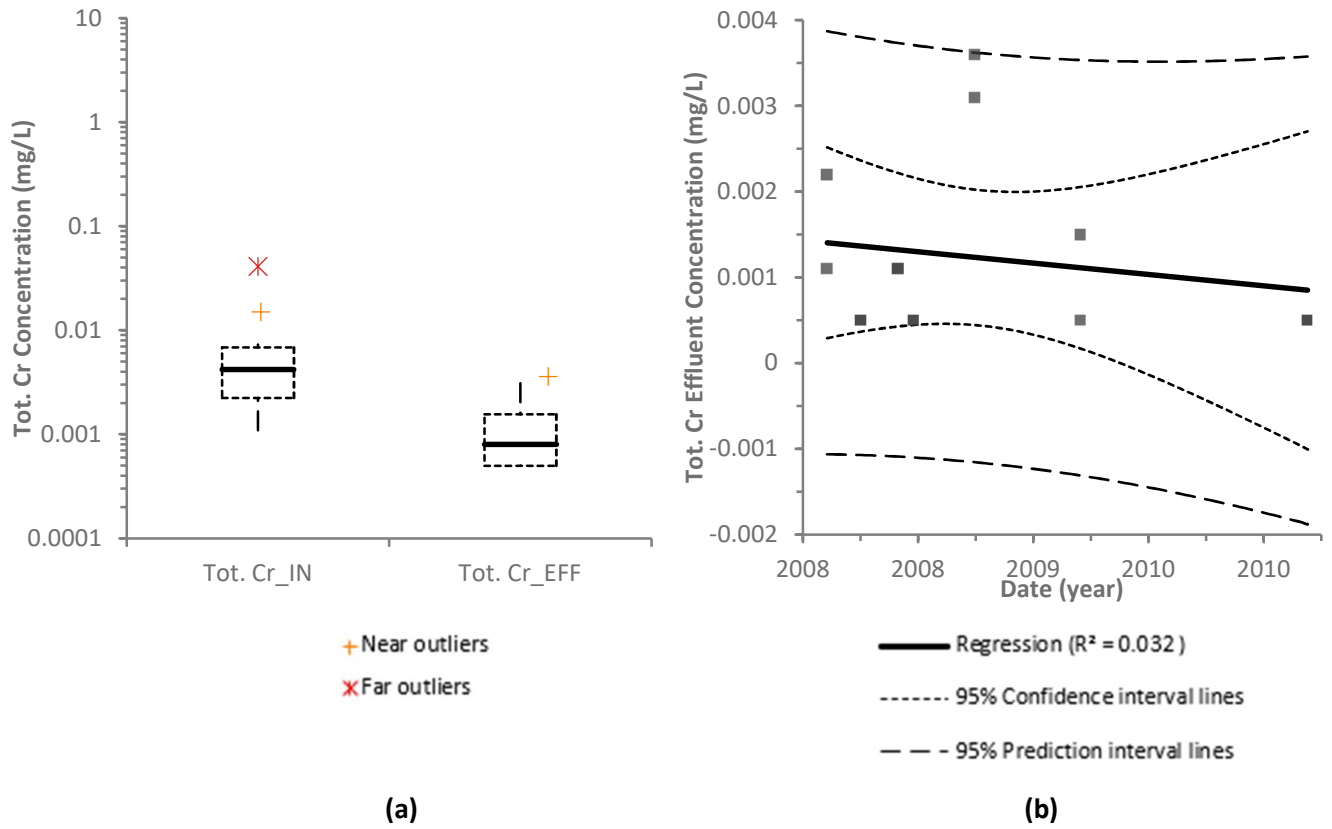 Tot. Cr Concentration (mg/L)
10
1
0.1
0.01
0.001
0.0001
Tot. Cr_IN
Tot. Cr_EFF
Near outliers
Far outliers
(a)
Tot. Cr Effluent Concentration (mg/L)
0.004
0.003
0.002
0.001
0
-0.001
-0.002
2008 2008 2009 2010 2010
Date (year)
Regression (R² = 0.032 )
95% Confidence interval lines
95% Prediction interval lines
(b)